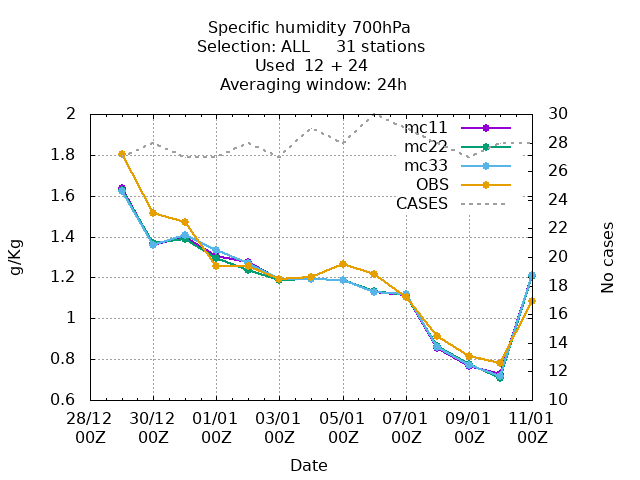 Specific humidity 700hPa
Selection: ALL 31 stations
Used 12 + 24
Averaging window: 24h
2
1.8
1.6
1.4
1.2
1
0.8
0.6
g/Kg
mc11
mc22
mc33
OBS
CASES
30
28
26
24
22
20
18
16
14
12
10
No cases
28/12 30/12 01/01 03/01 05/01 07/01 09/01 11/01
00Z 00Z 00Z 00Z 00Z 00Z 00Z 00Z
Date